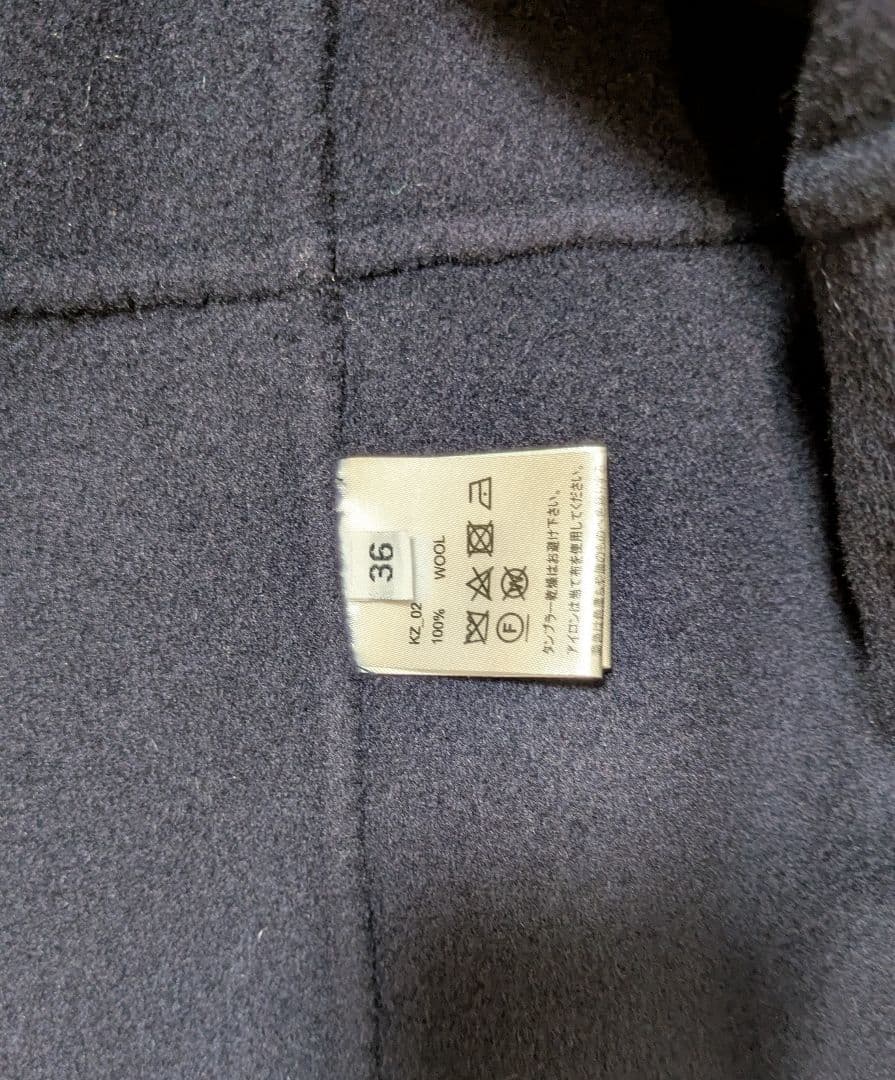 36
KZ_02
100% WOOL
F W
タンブラー乾燥はお避け下さい。
アイロンは当て布を使用してください。